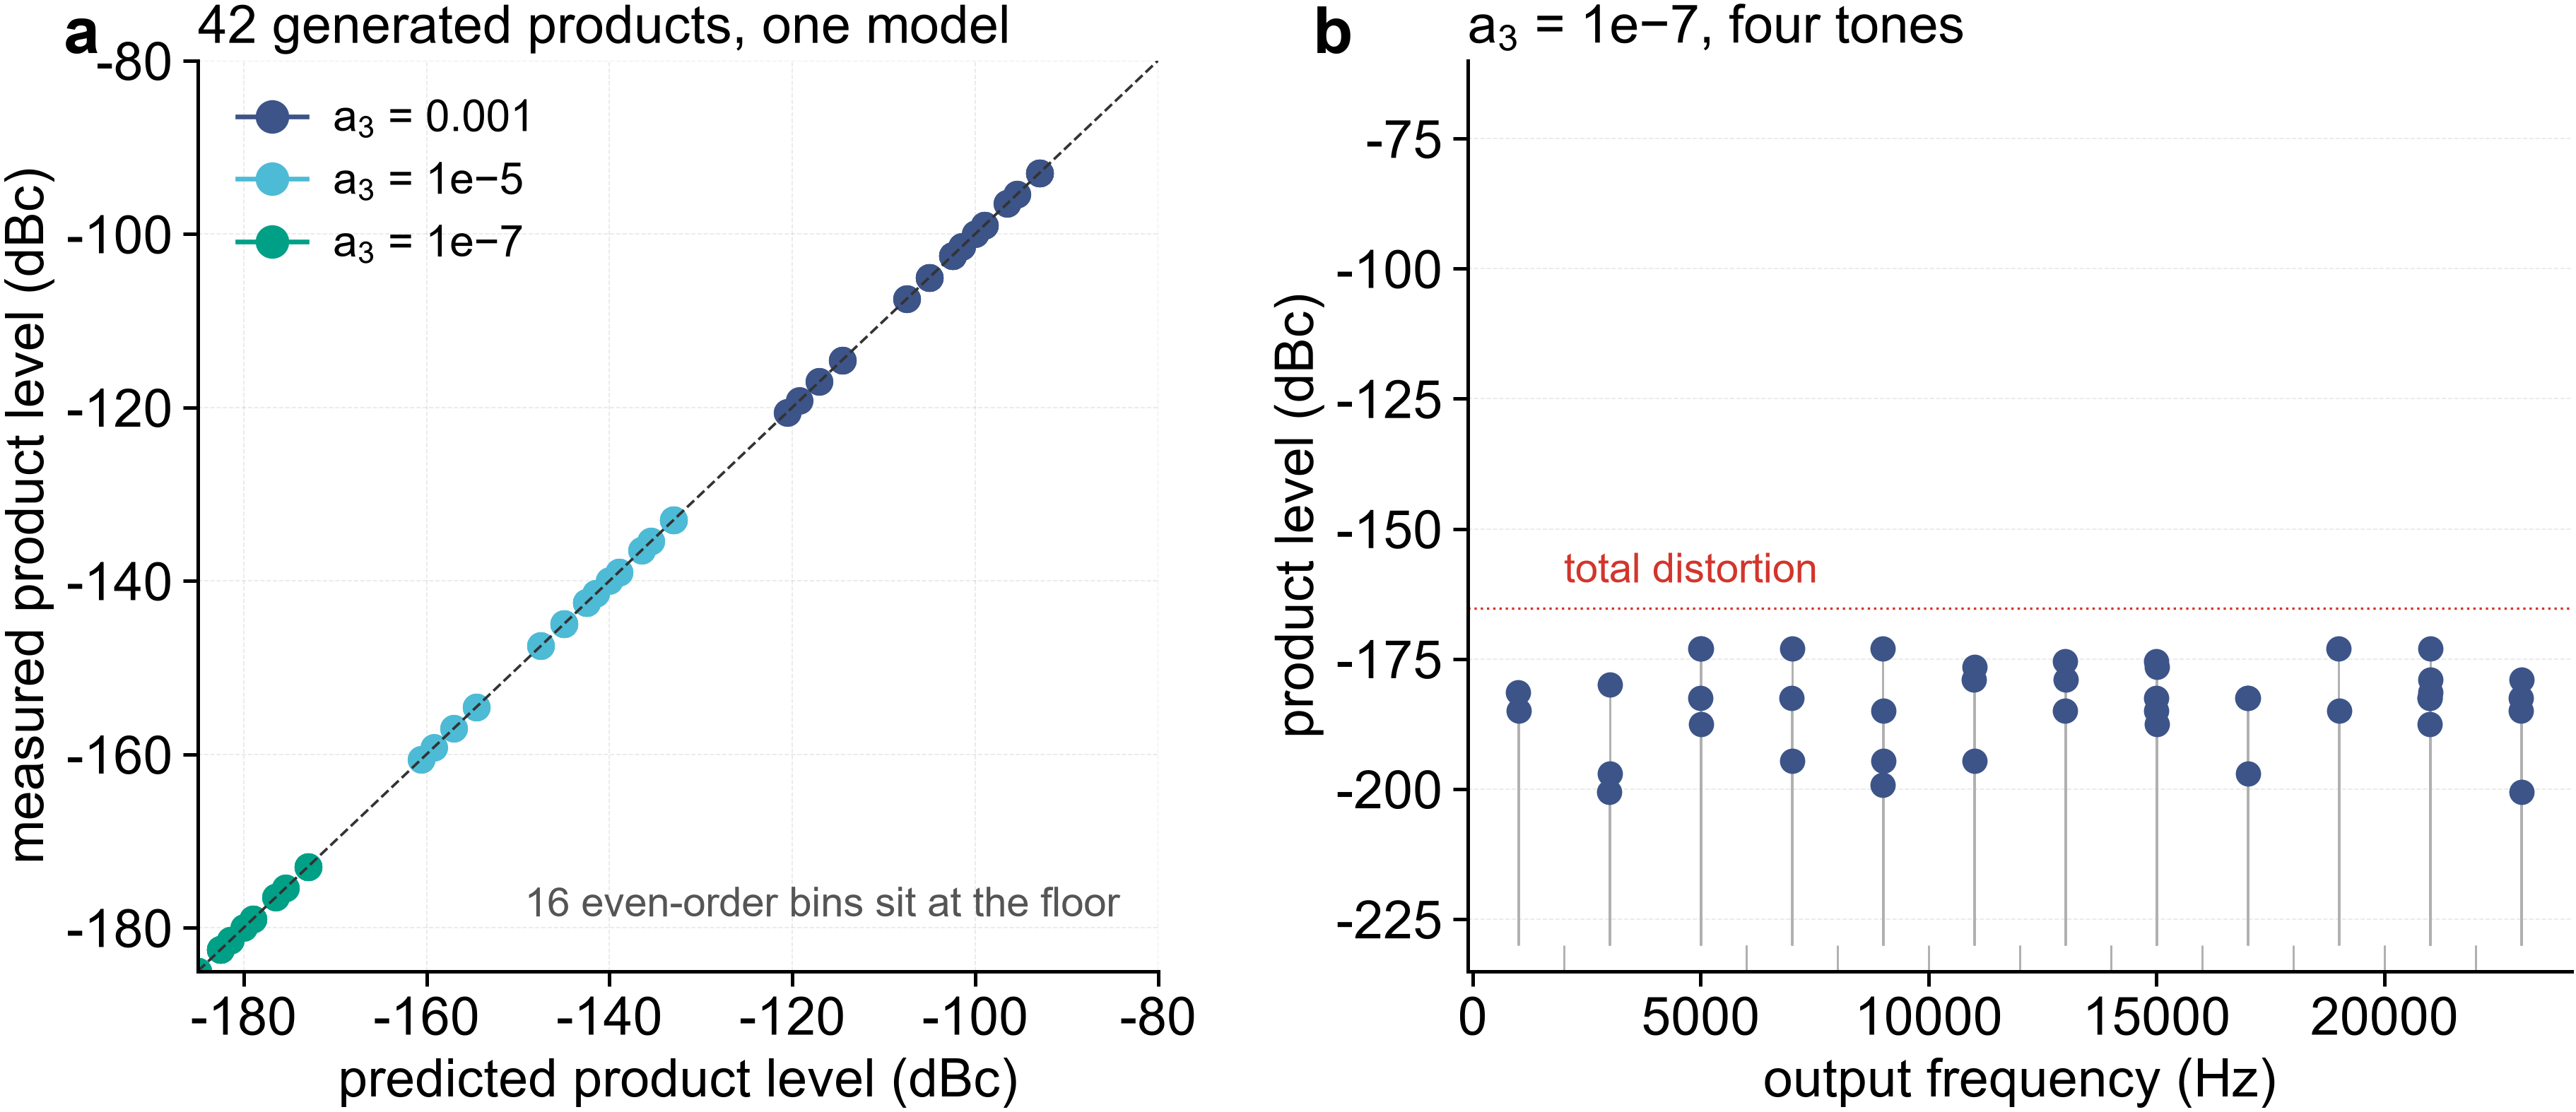 a
42 generated products, one model
-80
-100
-120
-140
-160
-180
measured product level (dBc)
a₃ = 0.001
a₃ = 1e−5
a₃ = 1e−7
16 even-order bins sit at the floor
-180
-160
-140
-120
-100
-80
predicted product level (dBc)
b
a₃ = 1e−7, four tones
-75
-100
-125
-150
-175
-200
-225
product level (dBc)
total distortion
0
5000
10000
15000
20000
output frequency (Hz)